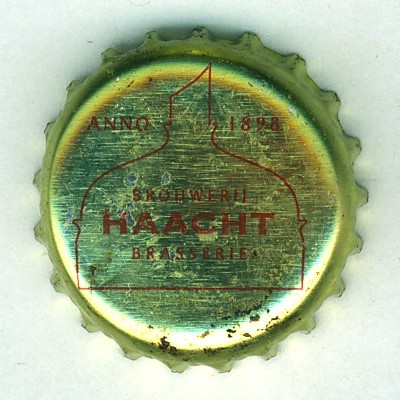 ANNO 1898
BROUWERIJ
HAACHT
BRASSERIE